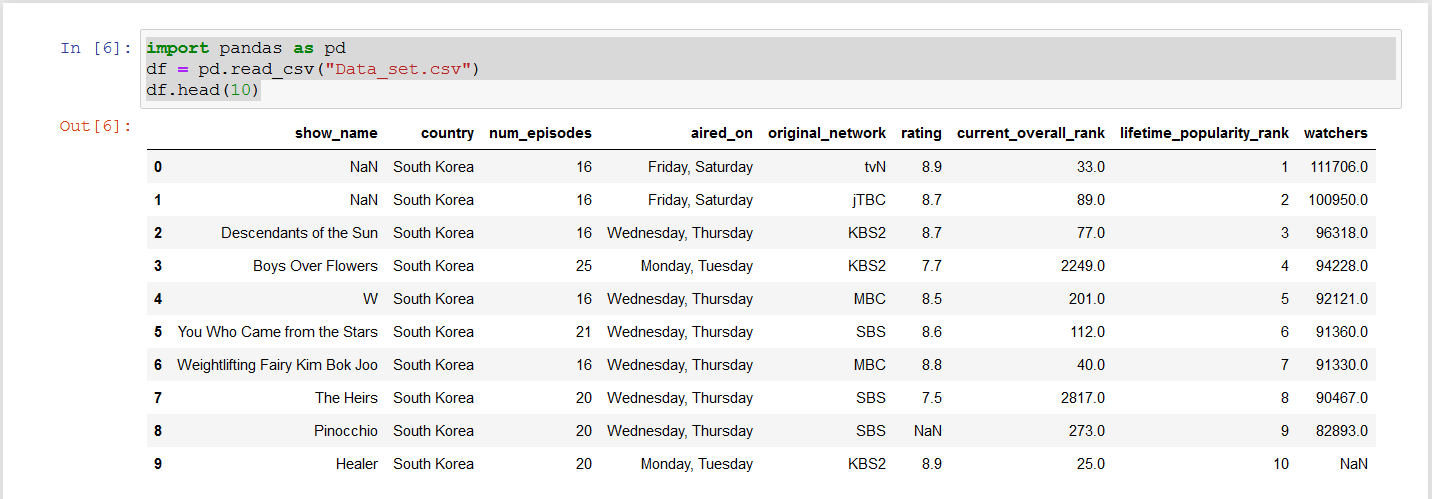 In [6]: import pandas as pd
df = pd.read_csv("Data_set.csv")
df.head(10)
Out[6]:
show_name country num_episodes aired_on original_network rating current_overall_rank lifetime_popularity_rank watchers
0 NaN South Korea 16 Friday, Saturday tvN 8.9 33.0 1 111706.0
1 NaN South Korea 16 Friday, Saturday jTBC 8.7 89.0 2 100950.0
2 Descendants of the Sun South Korea 16 Wednesday, Thursday KBS2 8.7 77.0 3 96318.0
3 Boys Over Flowers South Korea 25 Monday, Tuesday KBS2 7.7 2249.0 4 94228.0
4 W South Korea 16 Wednesday, Thursday MBC 8.5 201.0 5 92121.0
5 You Who Came from the Stars South Korea 21 Wednesday, Thursday SBS 8.6 112.0 6 91360.0
6 Weightlifting Fairy Kim Bok Joo South Korea 16 Wednesday, Thursday MBC 8.8 40.0 7 91330.0
7 The Heirs South Korea 20 Wednesday, Thursday SBS 7.5 2817.0 8 90467.0
8 Pinocchio South Korea 20 Wednesday, Thursday SBS NaN 273.0 9 82893.0
9 Healer South Korea 20 Monday, Tuesday KBS2 8.9 25.0 10 NaN